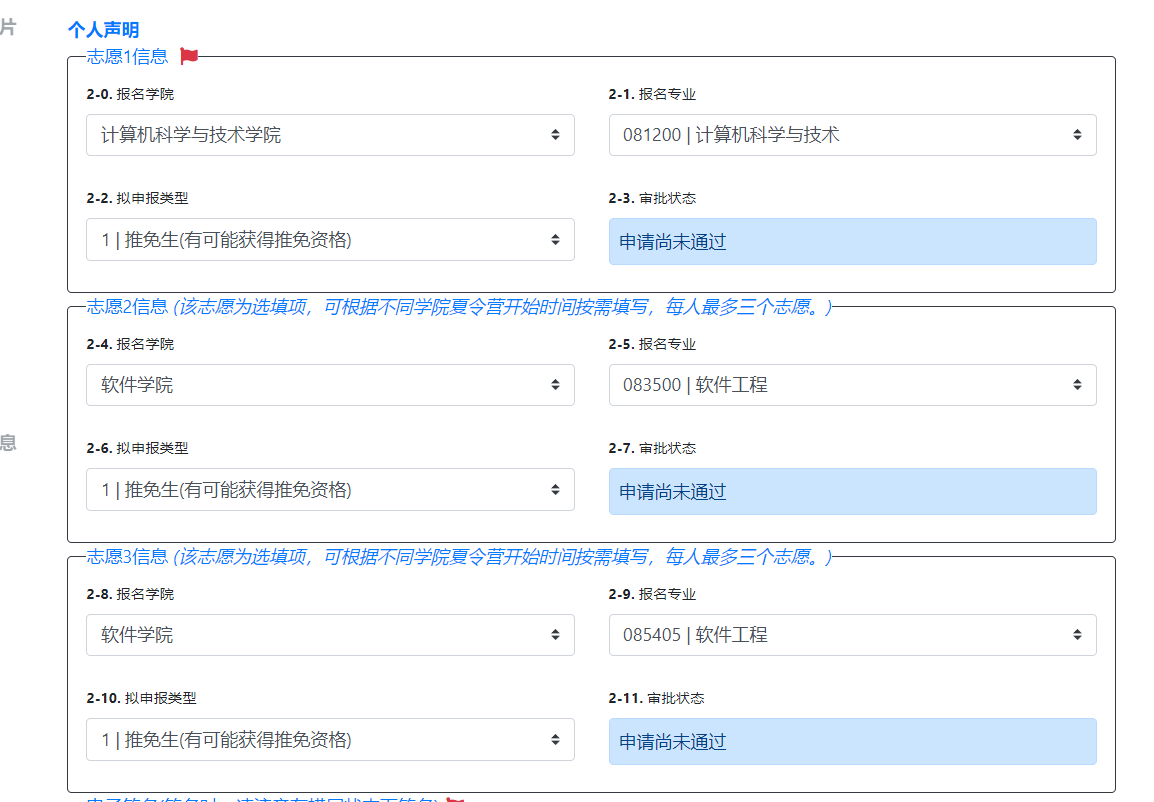 片
个人声明
志愿1信息
2-0. 报名学院
2-1. 报名专业
计算机科学与技术学院
081200 | 计算机科学与技术
2-2. 拟申报类型
2-3. 审批状态
1 | 推免生(有可能获得推免资格)
申请尚未通过
志愿2信息 (该志愿为选填项，可根据不同学院夏令营开始时间按需填写，每人最多三个志愿。)
2-4. 报名学院
2-5. 报名专业
软件学院
083500 | 软件工程
息
2-6. 拟申报类型
2-7. 审批状态
1 | 推免生(有可能获得推免资格)
申请尚未通过
志愿3信息 (该志愿为选填项，可根据不同学院夏令营开始时间按需填写，每人最多三个志愿。)
2-8. 报名学院
2-9. 报名专业
软件学院
085405 | 软件工程
2-10. 拟申报类型
2-11. 审批状态
1 | 推免生(有可能获得推免资格)
申请尚未通过